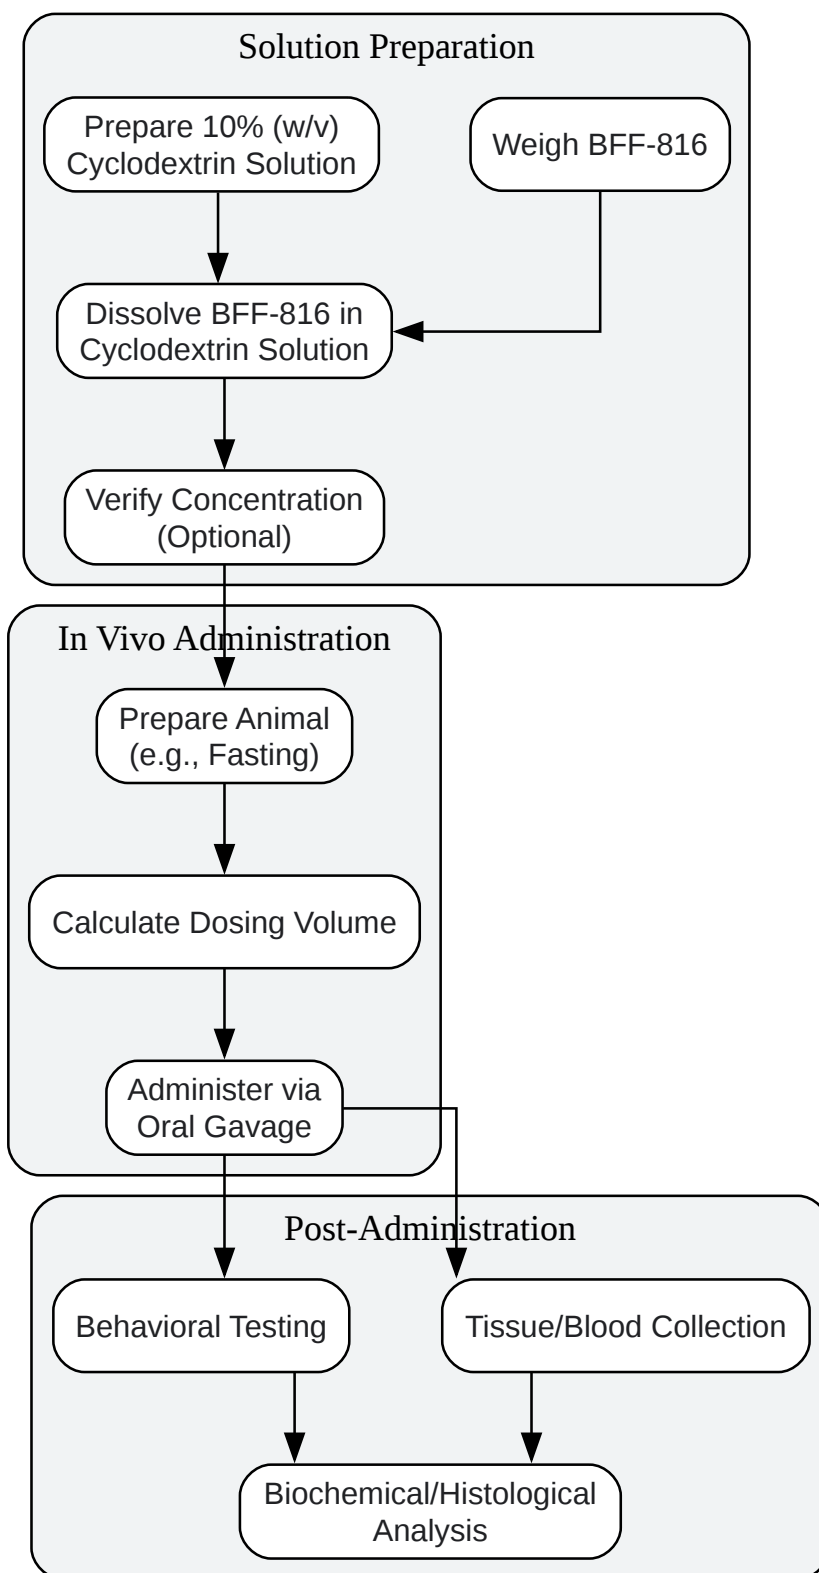 Solution Preparation
Prepare 10% (w/v)
Cyclodextrin Solution
Weigh BFF-816
Dissolve BFF-816 in
Cyclodextrin Solution
Verify Concentration
(Optional)
In Vivo Administration
Prepare Animal
(e.g., Fasting)
Calculate Dosing Volume
Administer via
Oral Gavage
Post-Administration
Behavioral Testing
Tissue/Blood Collection
Biochemical/Histological
Analysis